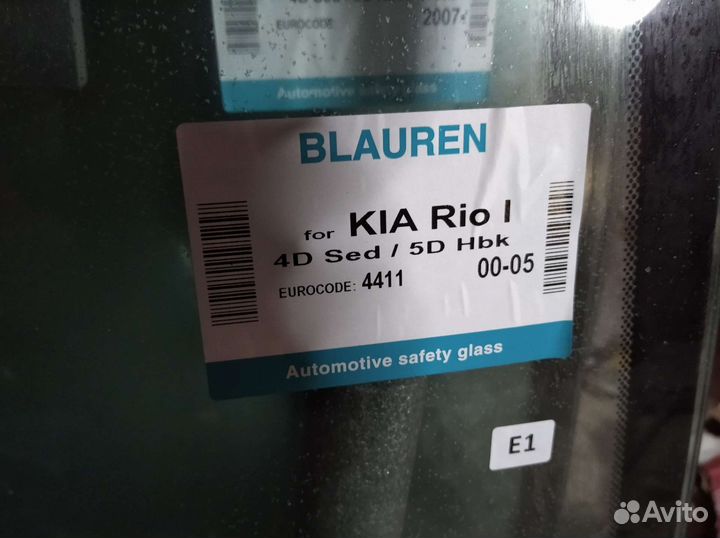 EUROCODE:
2007-
Automotive safety glass
BLAUREN
for KIA Rio I
4D Sed / 5D Hbk
EUROCODE: 4411 00-05
Automotive safety glass
E1
Avito